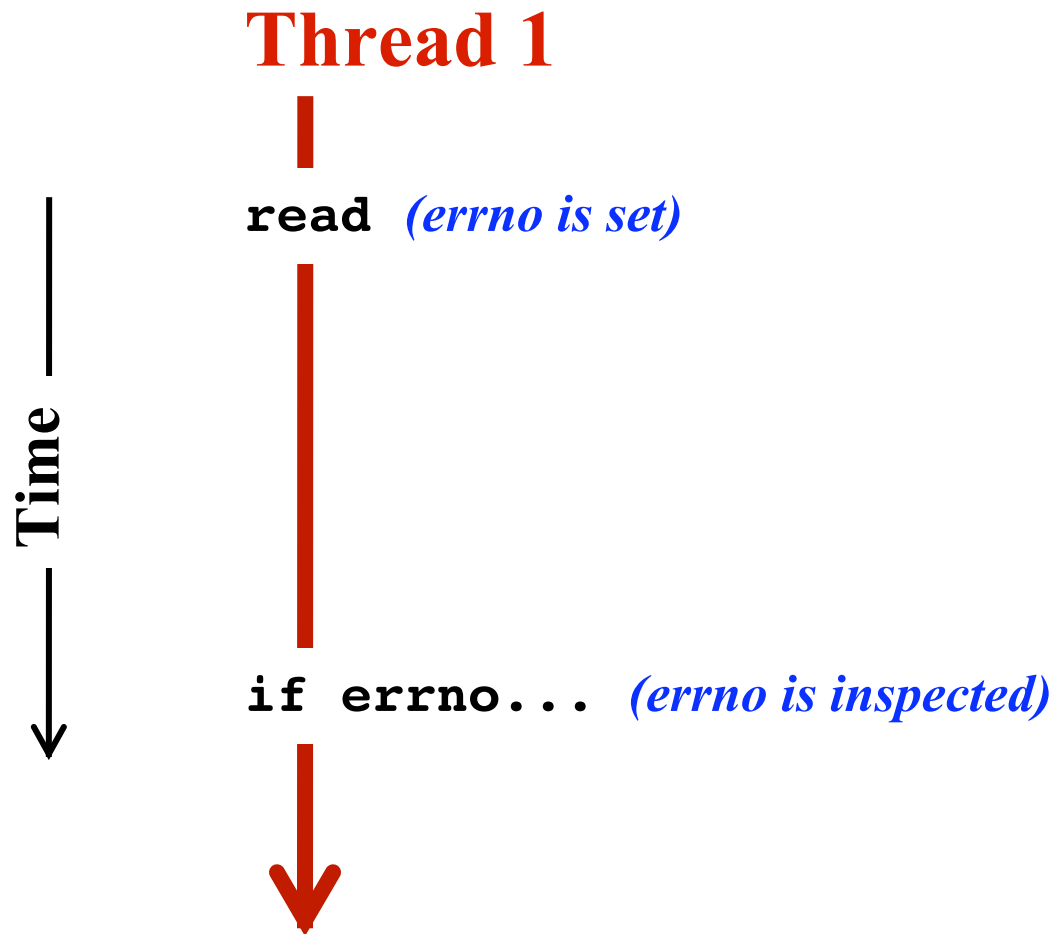 Thread 1
read (errno is set)
Time
if errno... (errno is inspected)